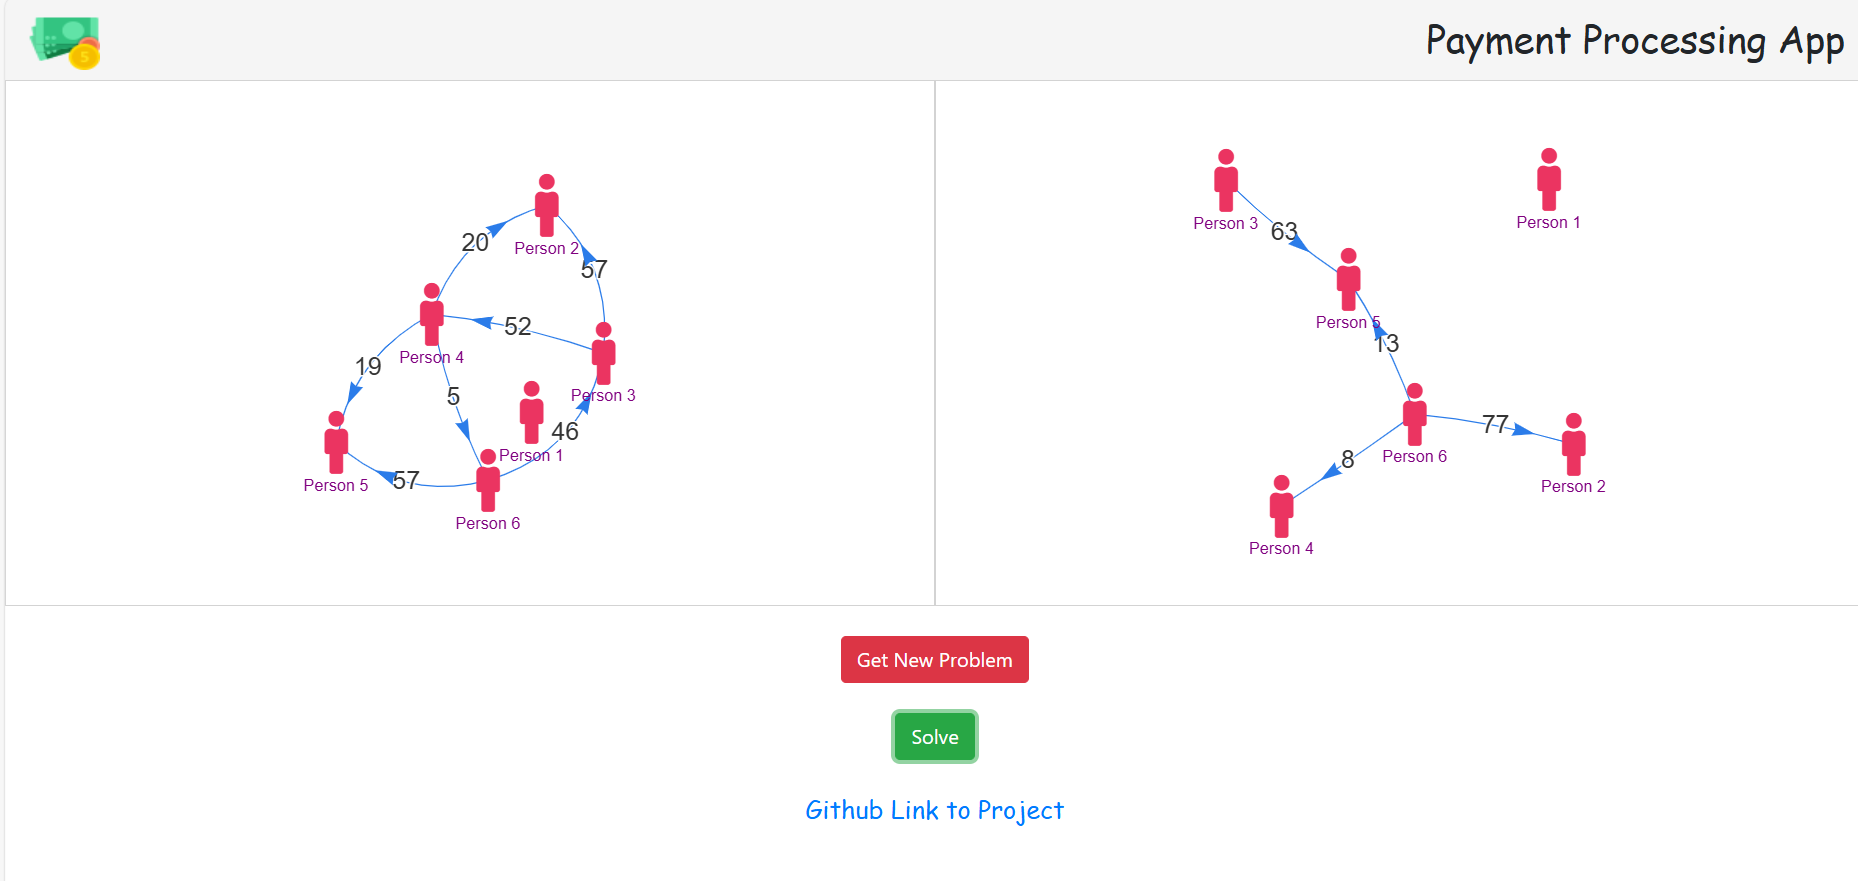 5
Payment Processing App
20
Person 2
57
52
Person 4
19
Person 3
5
46
Person 1
57
Person 5
Person 6
Person 3
63
Person 1
Person 5
13
77
8
Person 6
Person 2
Person 4
Get New Problem
Solve
Github Link to Project